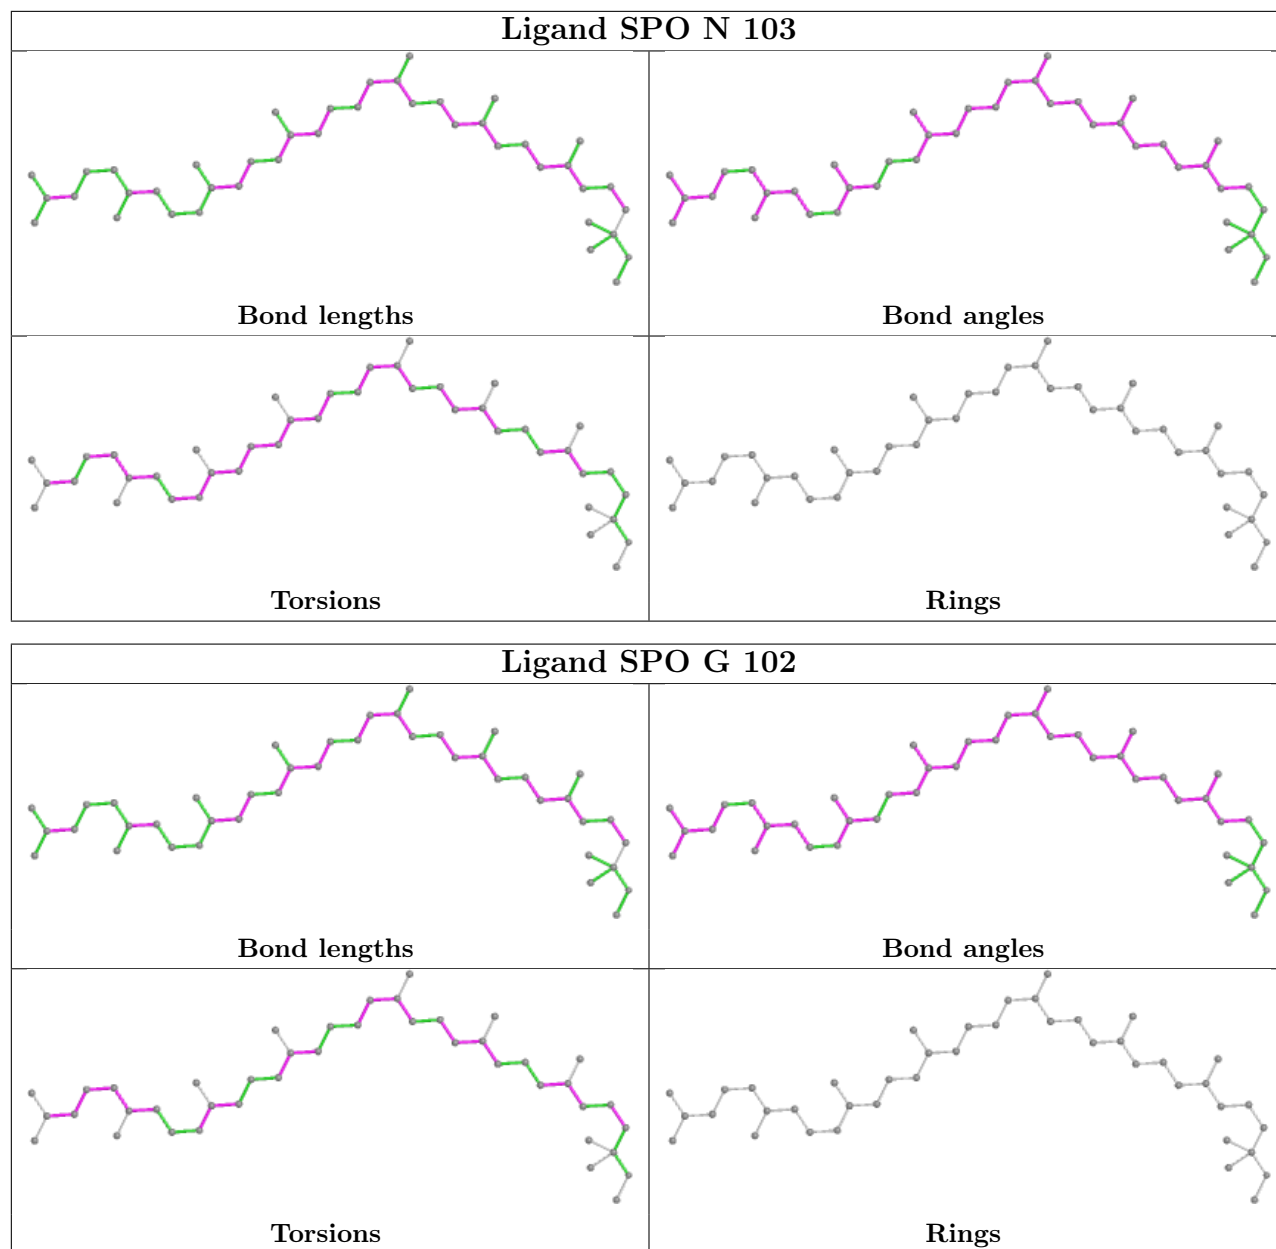 Ligand SPO N 103
Bond lengths
Bond angles
Torsions
Rings
Ligand SPO G 102
Bond lengths
Bond angles
Torsions
Rings